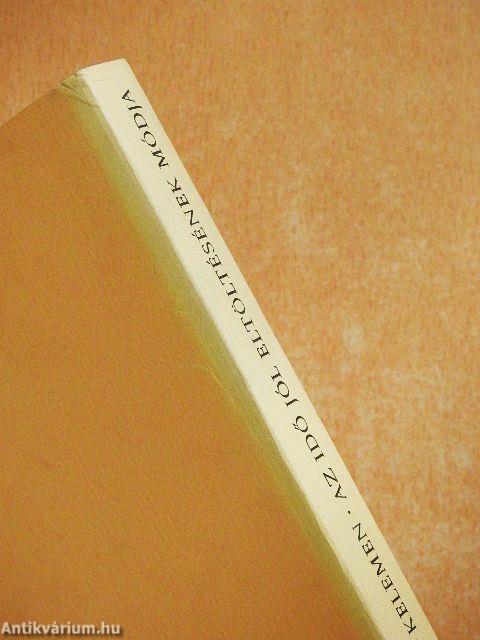 KELEMEN · AZ IDŐ JÓL ELTÖLTÉSÉNEK MÓDJA
Antikvárium.hu